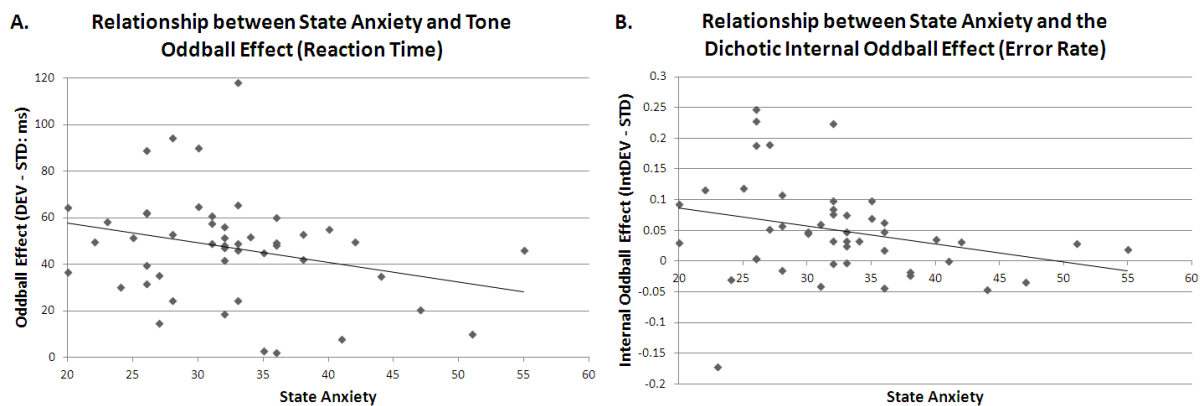 A.
Relationship between State Anxiety and Tone
Oddball Effect (Reaction Time)
Oddball Effect (DEV - STD: ms)
120
100
80
60
40
20
0
20 25 30 35 40 45 50 55 60
State Anxiety
B.
Relationship between State Anxiety and the
Dichotic Internal Oddball Effect (Error Rate)
Internal Oddball Effect (IntDEV - STD)
0.3
0.25
0.2
0.15
0.1
0.05
0
-0.05
-0.1
-0.15
-0.2
20 25 30 35 40 45 50 55 60
State Anxiety